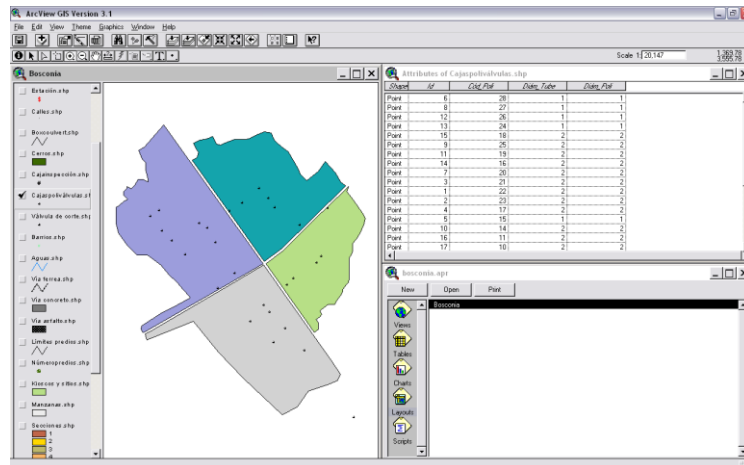 ArcView GIS Version 3.1
File Edit View Theme Graphics Window Help
Scale 1: 20,147
1,369.78
3,555.78
Bosconia
Estación.shp
Calles.shp
Boxcoulvert.shp
Cerros.shp
Cajainspección.shp
Cajaspoliválvulas.s
Válvula de corte.shp
Barrios.shp
Aguas.shp
Vía terrea.shp
Vía concreto.shp
Vía asfalto.shp
Límites predios.shp
Númeropredios.shp
Kioscos y sitios.shp
Manzanas.shp
Secciones.shp
1
2
3
4
Attributes of Cajaspoliválvulas.shp
Shape Id Cód_Poli Diám_Tube Diám_Poli
Point 6 28 1 1
Point 8 27 1 1
Point 12 26 1 1
Point 13 24 1 1
Point 15 18 2 2
Point 9 25 2 2
Point 11 19 2 2
Point 14 16 2 2
Point 7 20 2 2
Point 3 21 2 2
Point 1 22 2 2
Point 2 23 2 2
Point 4 17 2 2
Point 5 15 1 1
Point 10 14 2 2
Point 16 11 2 2
Point 17 10 2 2
bosconia.apr
New Open Print
Bosconia
Views
Tables
Charts
Layouts
Scripts